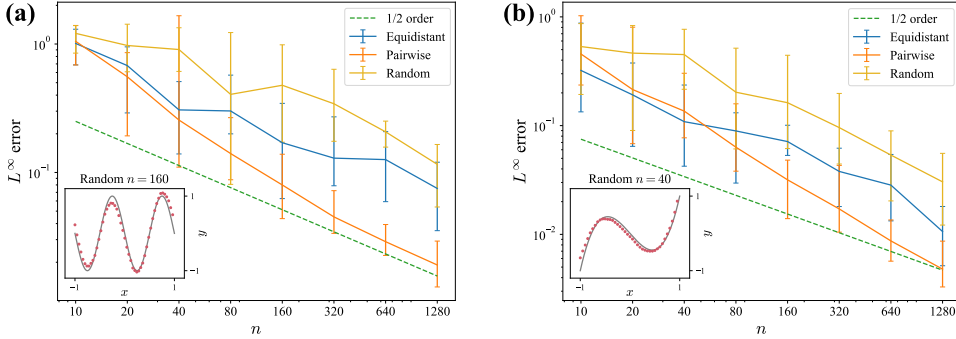 (a)
L∞ error
10⁰
10⁻¹
1/2 order
Equidistant
Pairwise
Random
Random n = 160
1
−1
y
−1
1
x
10 20 40 80 160 320 640 1280
n
(b)
L∞ error
10⁰
10⁻¹
10⁻²
1/2 order
Equidistant
Pairwise
Random
Random n = 40
1
−1
y
−1
1
x
10 20 40 80 160 320 640 1280
n